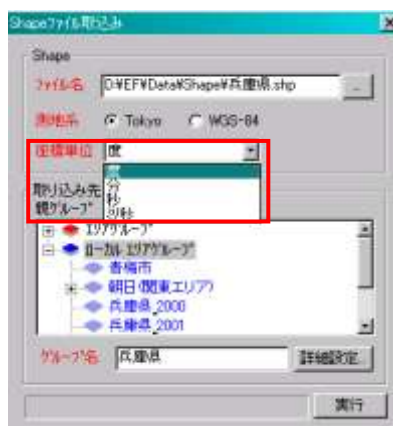 Shapeファイル取り込み
Shape
ファイル名 D:¥EF¥Data¥Shape¥兵庫県.shp ...
測地系 Tokyo WGS-84
座標単位 度
度
分
秒
ミリ秒
取り込み先
親グループ
エリアグループ
ローカル エリアグループ
青梅市
朝日(関東エリア)
兵庫県_2000
兵庫県_2001
グループ名 兵庫県 詳細設定
実行